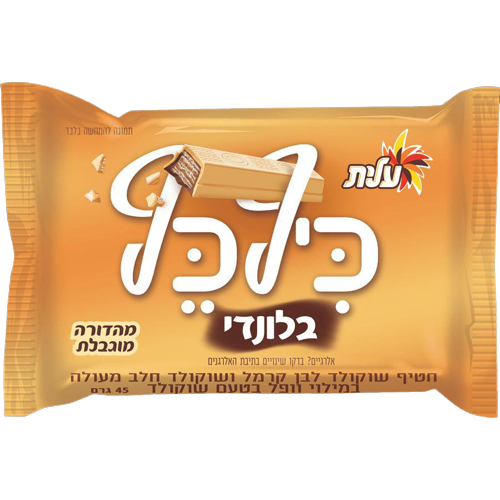 תמונה להמחשה בלבד
עלית
כיף כף
בלונדי
מהדורה
מוגבלת
אלרגיים? בדקו שינויים בתיבת האלרגנים
חטיף שוקולד לבן קרמל ושוקולד חלב מעולה
במילוי וופל בטעם שוקולד 45 גרם